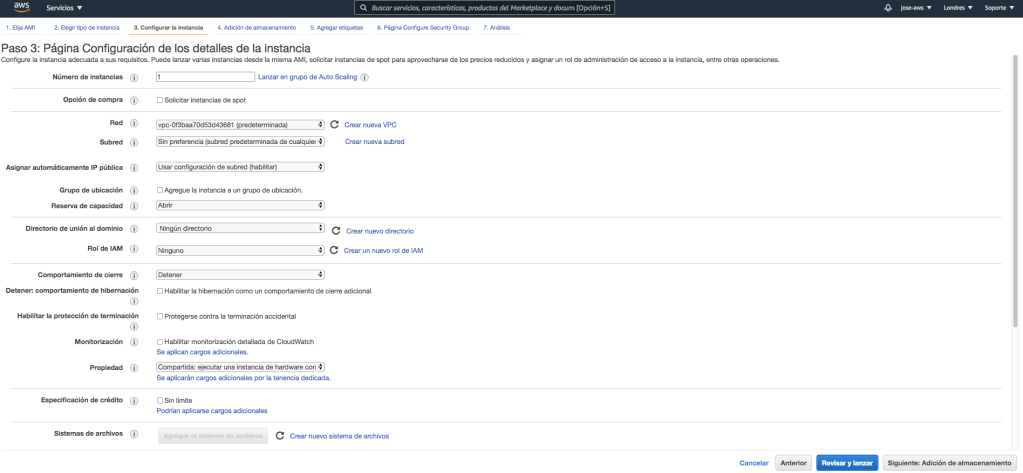 aws
Servicios
Buscar servicios, características, productos del Marketplace y docum [Opción+S]
jose-aws
Londres
Soporte
1. Elija AMI
2. Elegir tipo de instancia
3. Configurar la instancia
4. Adición de almacenamiento
5. Agregar etiquetas
6. Página Configure Security Group
7. Análisis
Paso 3: Página Configuración de los detalles de la instancia
Configure la instancia adecuada a sus requisitos. Puede lanzar varias instancias desde la misma AMI, solicitar instancias de spot para aprovecharse de los precios reducidos y asignar un rol de administración de acceso a la instancia, entre otras operaciones.
Número de instancias
1
Lanzar en grupo de Auto Scaling
Opción de compra
Solicitar instancias de spot
Red
vpc-0f3baa70d53d43681 (predeterminada)
Crear nueva VPC
Subred
Sin preferencia (subred predeterminada de cualquier
Crear nueva subred
Asignar automáticamente IP pública
Usar configuración de subred (habilitar)
Grupo de ubicación
Agregue la instancia a un grupo de ubicación.
Reserva de capacidad
Abrir
Directorio de unión al dominio
Ningún directorio
Crear nuevo directorio
Rol de IAM
Ninguno
Crear un nuevo rol de IAM
Comportamiento de cierre
Detener
Detener: comportamiento de hibernación
Habilitar la hibernación como un comportamiento de cierre adicional
Habilitar la protección de terminación
Protegerse contra la terminación accidental
Monitorización
Habilitar monitorización detallada de CloudWatch
Se aplican cargos adicionales.
Propiedad
Compartida: ejecutar una instancia de hardware con
Se aplicarán cargos adicionales por la tenencia dedicada.
Especificación de crédito
Sin límite
Podrían aplicarse cargos adicionales
Sistemas de archivos
Agregar el sistema de archivos
Crear nuevo sistema de archivos
Cancelar
Anterior
Revisar y lanzar
Siguiente: Adición de almacenamiento